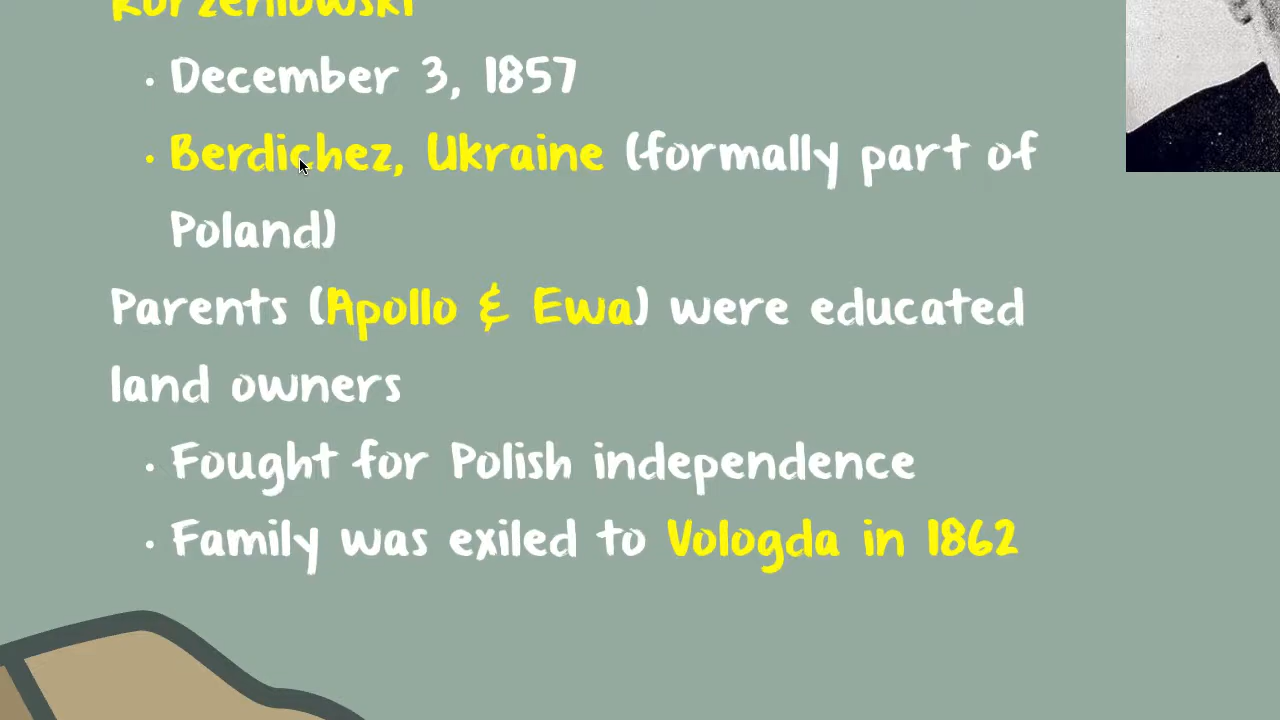 Korzeniowski
• December 3, 1857
• Berdichez, Ukraine (formally part of
Poland)
Parents (Apollo & Ewa) were educated
land owners
• Fought for Polish independence
• Family was exiled to Vologda in 1862